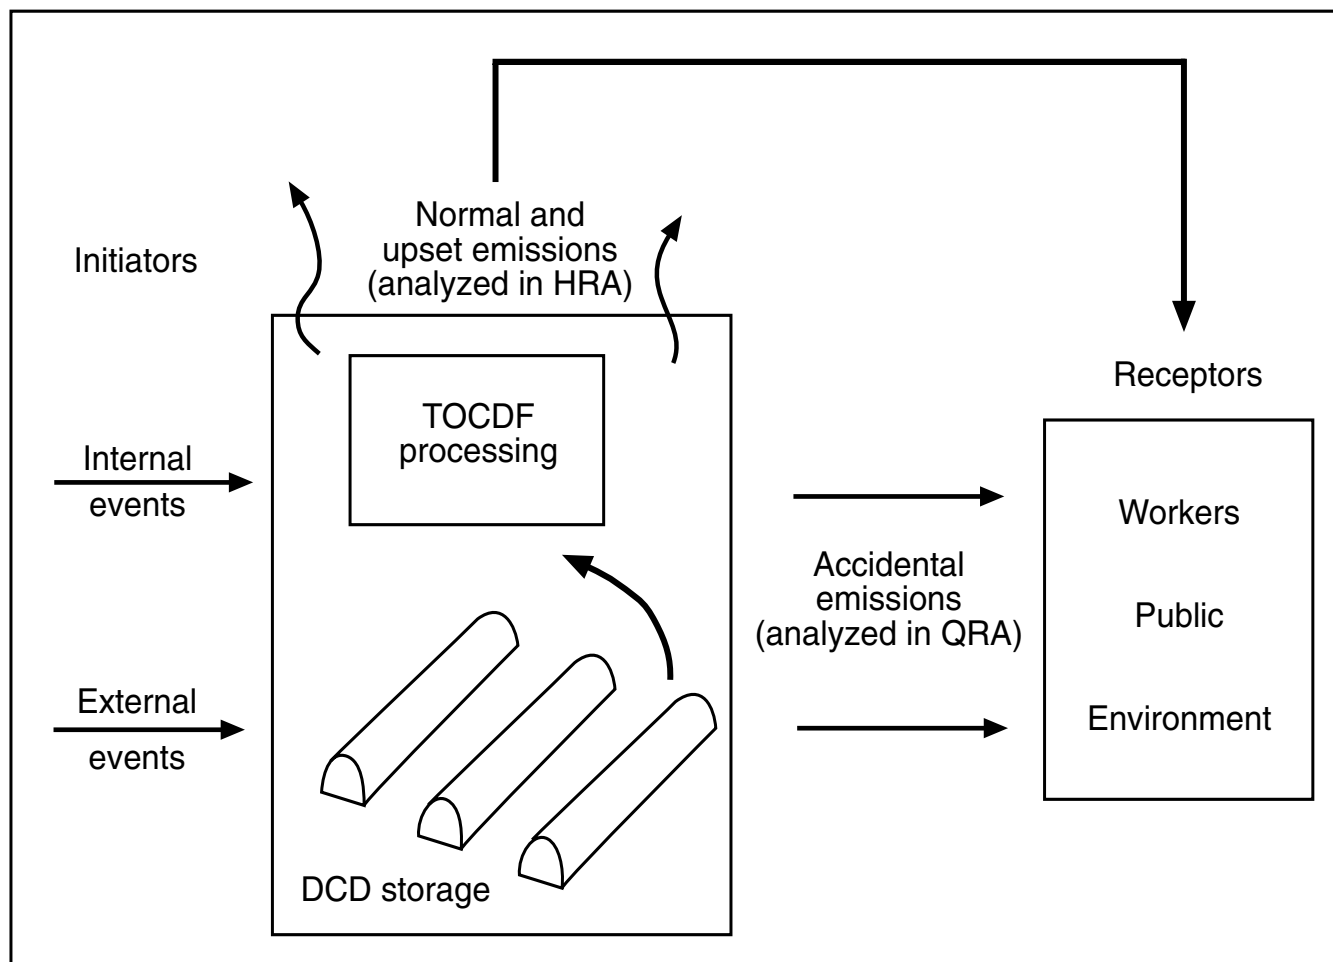 Normal and
upset emissions
(analyzed in HRA)
Initiators
TOCDF
processing
Internal
events
External
events
DCD storage
Accidental
emissions
(analyzed in QRA)
Receptors
Workers
Public
Environment